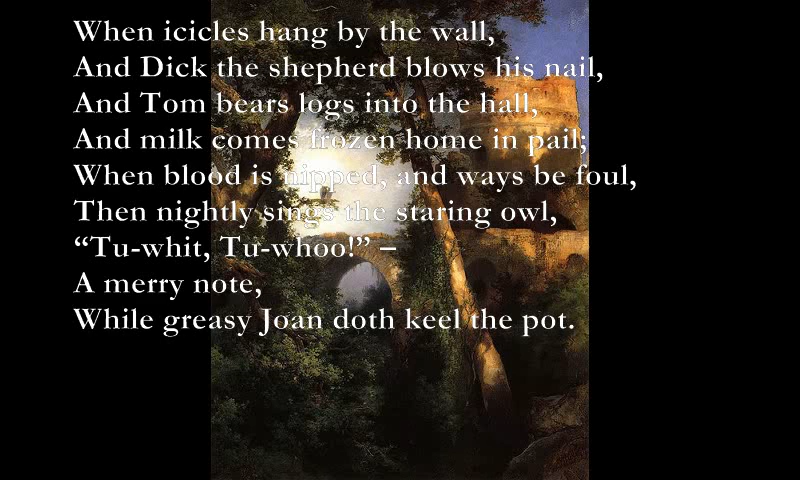 When icicles hang by the wall,
And Dick the shepherd blows his nail,
And Tom bears logs into the hall,
And milk comes frozen home in pail;
When blood is nipped, and ways be foul,
Then nightly sings the staring owl,
“Tu-whit, Tu-whoo!” –
A merry note,
While greasy Joan doth keel the pot.